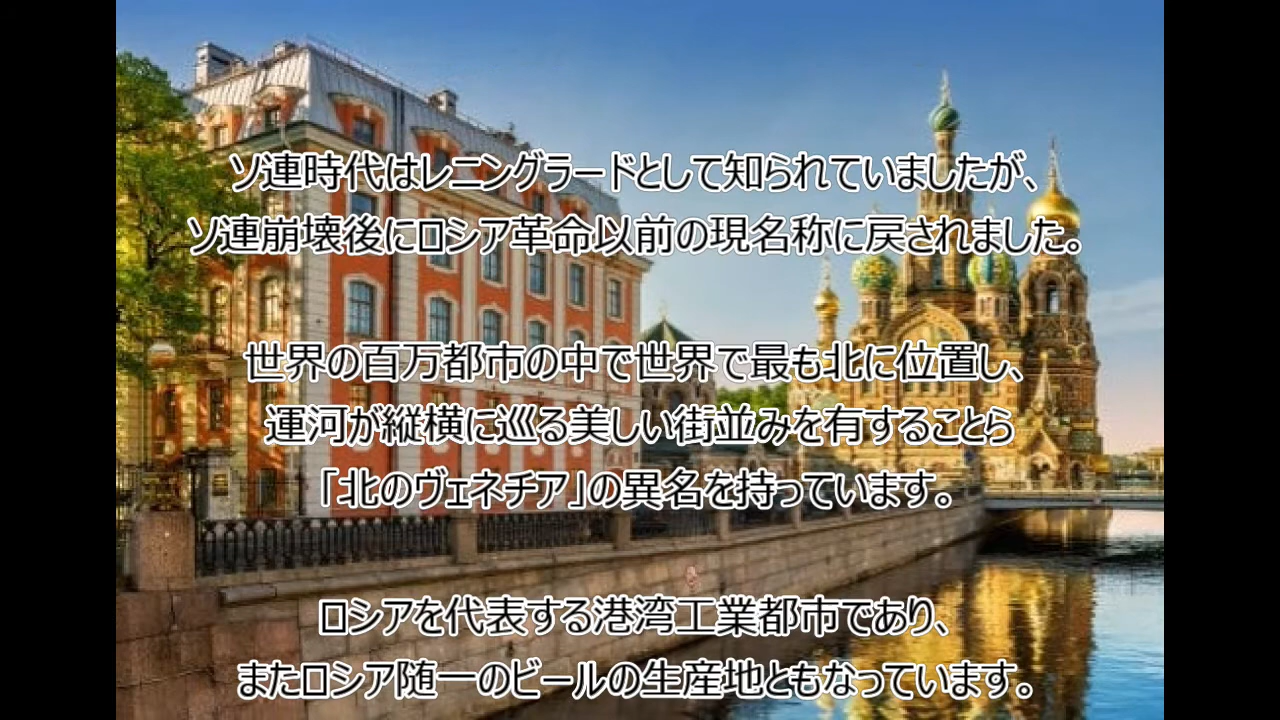 ソ連時代はレニングラードとして知られていましたが、
ソ連崩壊後にロシア革命以前の現名称に戻されました。
世界の百万都市の中で世界で最も北に位置し、
運河が縦横に巡る美しい街並みを有することら
「北のヴェネチア」の異名を持っています。
ロシアを代表する港湾工業都市であり、
またロシア随一のビールの生産地ともなっています。